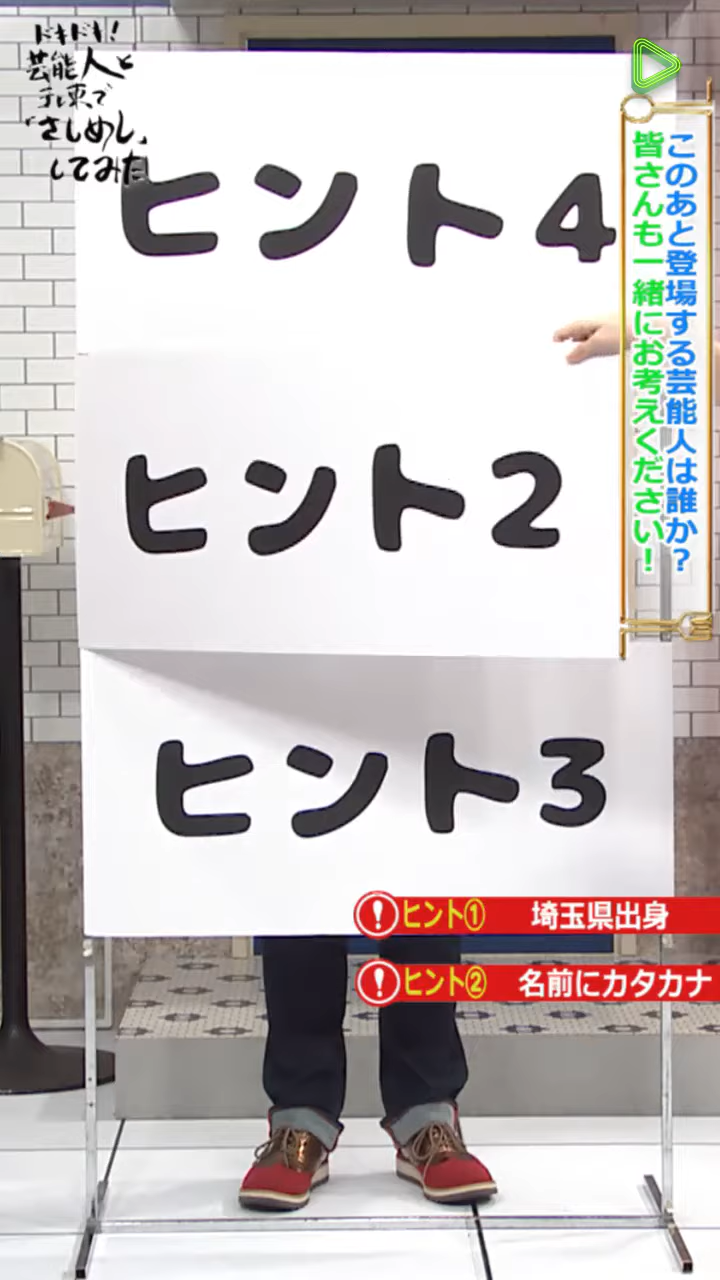 ドキドキ!
芸能人と
テレ東で
「さしめし」
してみた
このあと登場する芸能人は誰か?
皆さんも一緒にお考えください!
ヒント4
ヒント2
ヒント3
ヒント① 埼玉県出身
ヒント② 名前にカタカナ